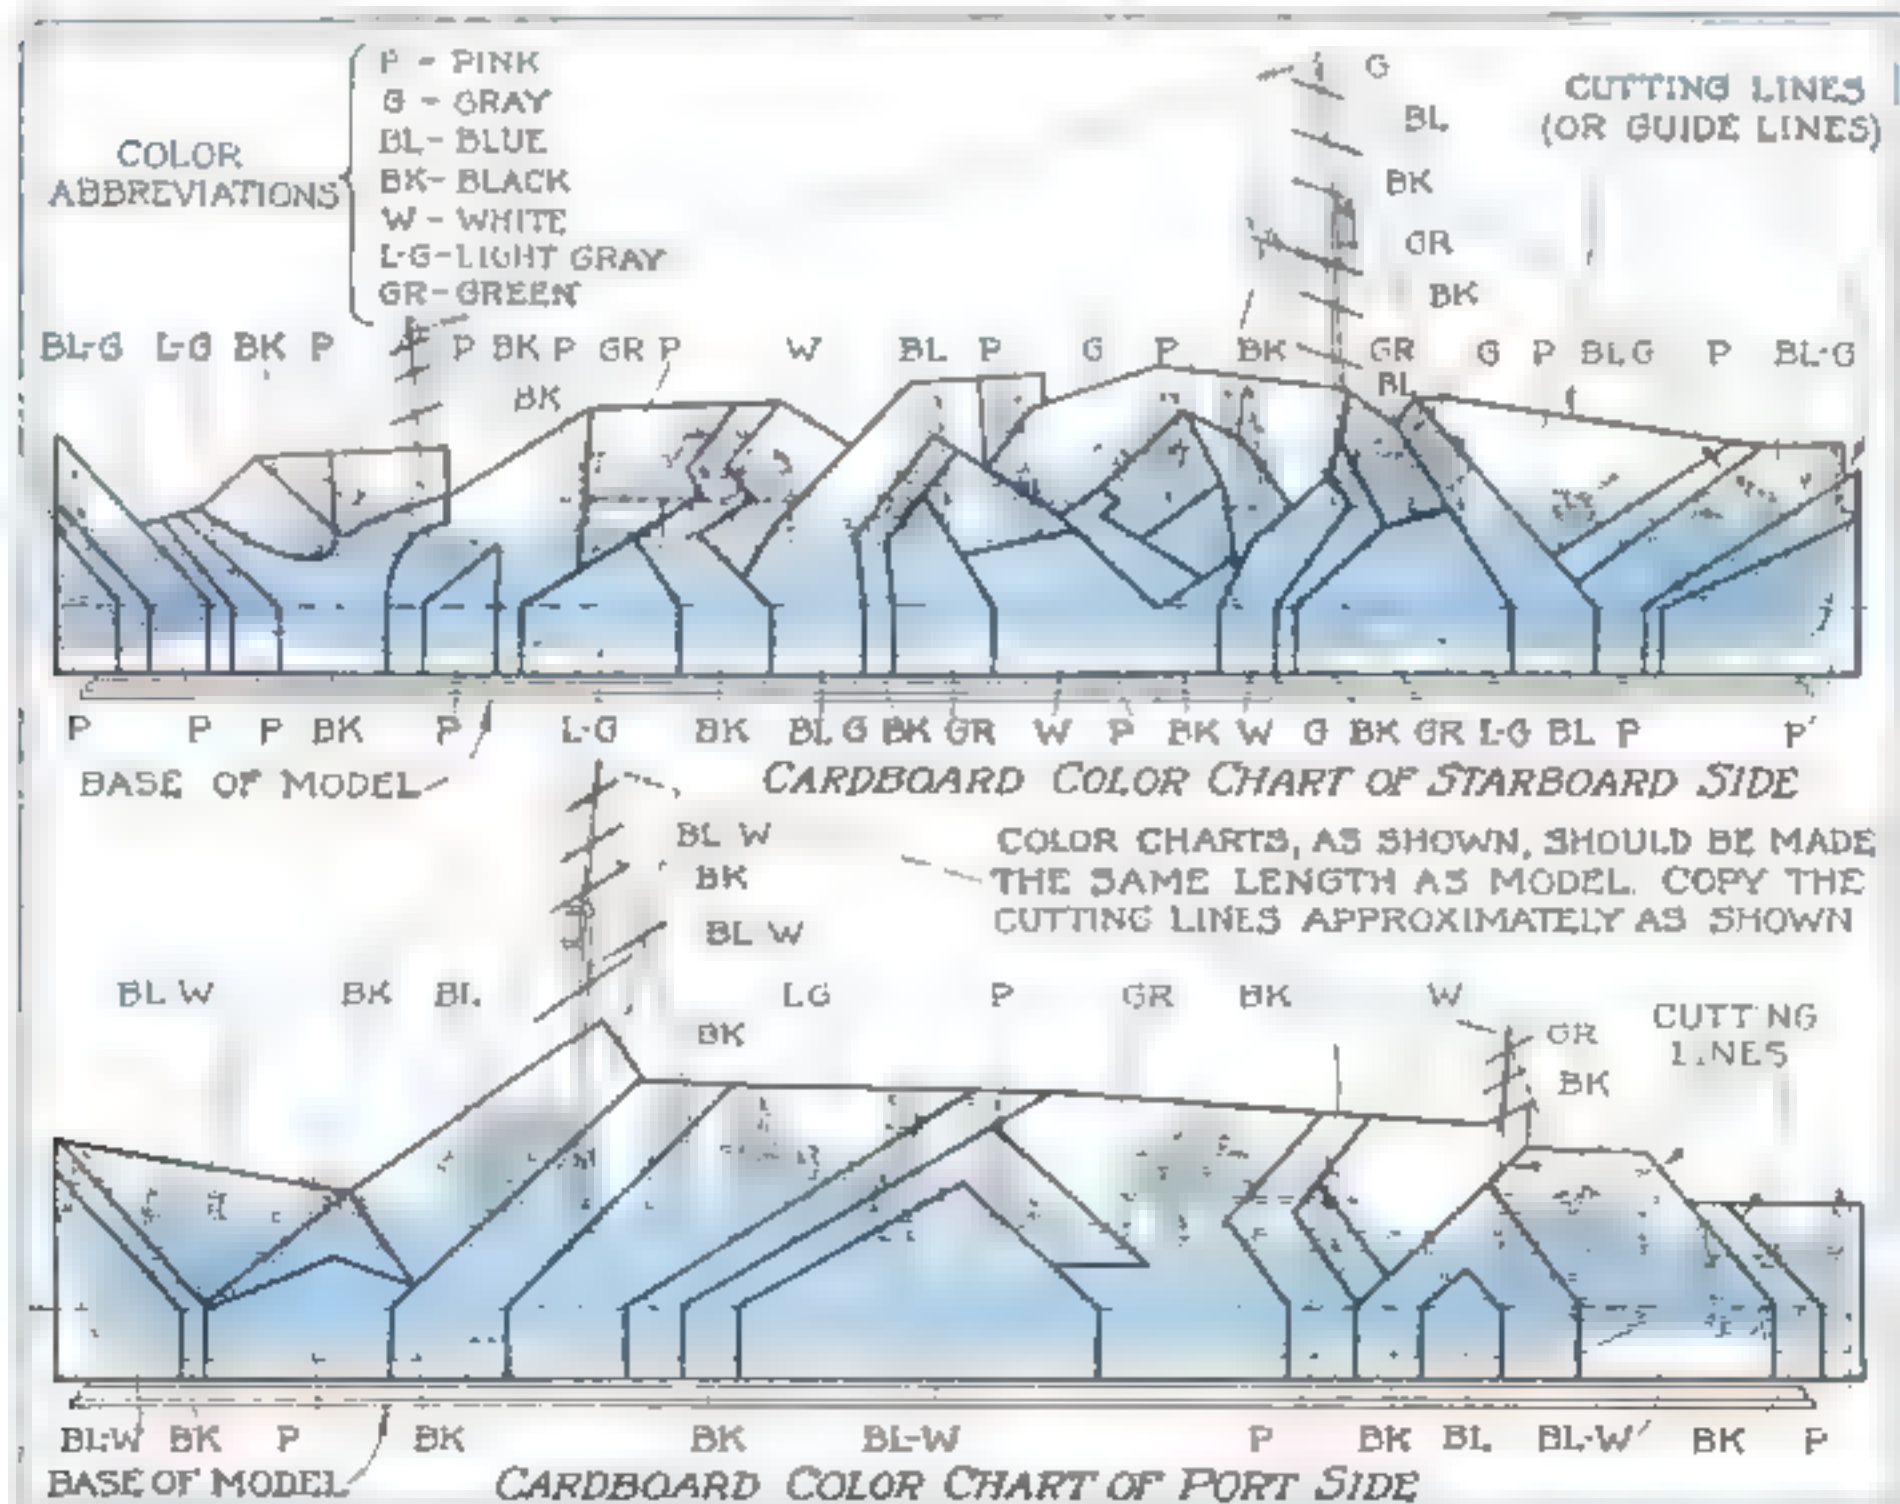 P - PINK
G - GRAY
BL - BLUE
BK - BLACK
W - WHITE
L-G - LIGHT GRAY
GR - GREEN
COLOR
ABBREVIATIONS
G
BL
BK
GR
BK
CUTTING LINES
(OR GUIDE LINES)
BL-G L-G BK P P BK P GR P W BL P G P BK GR G P BLG P BL-G
BK BL
P P P BK P L-G BK BL G BK GR W P BK W G BK GR L-G BL P P
BASE OF MODEL
CARDBOARD COLOR CHART OF STARBOARD SIDE
COLOR CHARTS, AS SHOWN, SHOULD BE MADE
THE SAME LENGTH AS MODEL. COPY THE
CUTTING LINES APPROXIMATELY AS SHOWN
BL W
BK
BL W
BL W BK BL LG P GR BK W
BK
GR
BK
CUTTING
LINES
BL-W BK P BK BK BL-W P BK BL BL-W BK P
BASE OF MODEL
CARDBOARD COLOR CHART OF PORT SIDE